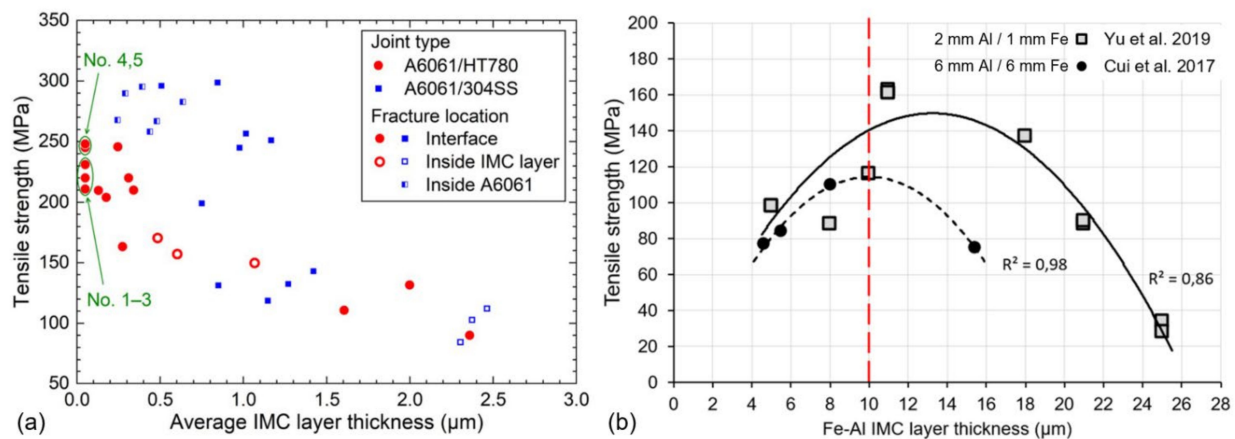 350
300
250
200
150
100
50
Tensile strength (MPa)
No. 4,5
No. 1–3
Joint type
A6061/HT780
A6061/304SS
Fracture location
Interface
Inside IMC layer
Inside A6061
0.0 0.5 1.0 1.5 2.0 2.5 3.0
Average IMC layer thickness (μm)
(a)
200
180
160
140
120
100
80
60
40
20
0
Tensile strength (MPa)
2 mm Al / 1 mm Fe Yu et al. 2019
6 mm Al / 6 mm Fe Cui et al. 2017
R² = 0,98
R² = 0,86
0 2 4 6 8 10 12 14 16 18 20 22 24 26 28
Fe-Al IMC layer thickness (μm)
(b)